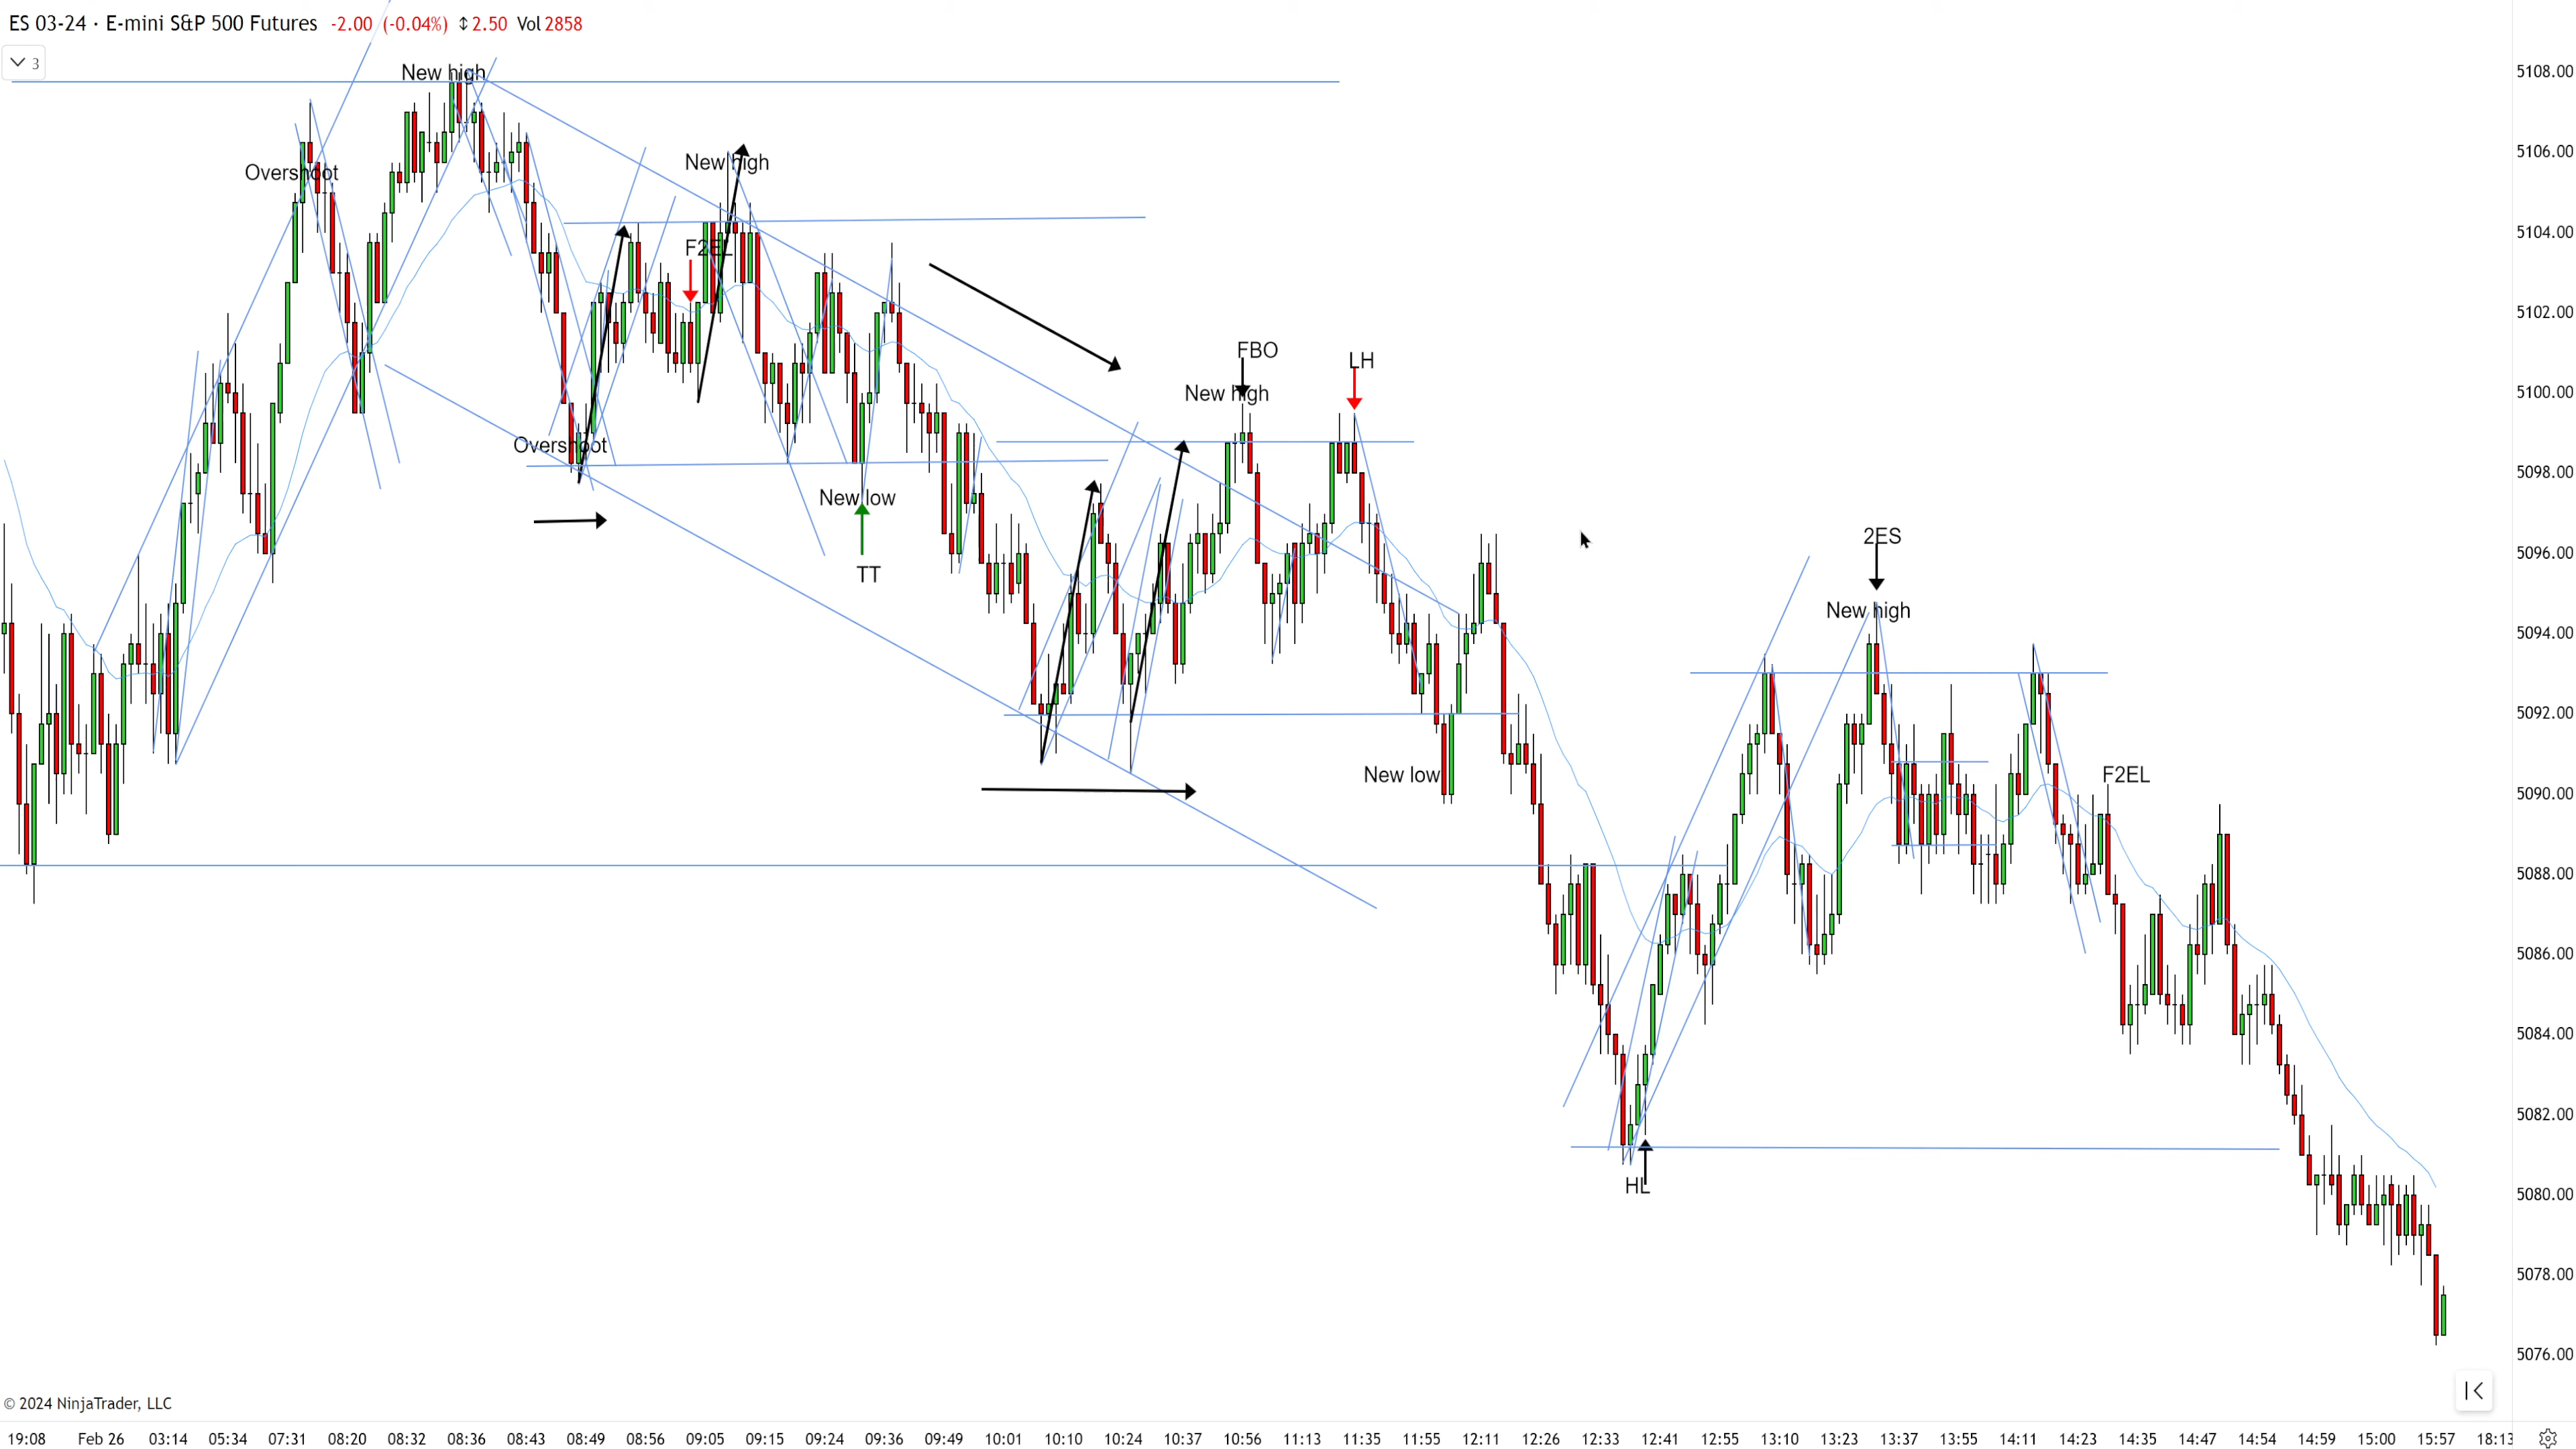 ES 03-24 · E-mini S&P 500 Futures -2.00 (-0.04%) ↕2.50 Vol 2858
3
New high
Overshoot
New high
F2EL
Overshoot
New low
TT
FBO
New high
LH
New low
2ES
New high
F2EL
HL
5108.00
5106.00
5104.00
5102.00
5100.00
5098.00
5096.00
5094.00
5092.00
5090.00
5088.00
5086.00
5084.00
5082.00
5080.00
5078.00
5076.00
© 2024 NinjaTrader, LLC
19:08 Feb 26 03:14 05:34 07:31 08:20 08:32 08:36 08:43 08:49 08:56 09:05 09:15 09:24 09:36 09:49 10:01 10:10 10:24 10:37 10:56 11:13 11:35 11:55 12:11 12:26 12:33 12:41 12:55 13:10 13:23 13:37 13:55 14:11 14:23 14:35 14:47 14:54 14:59 15:00 15:57 18:13